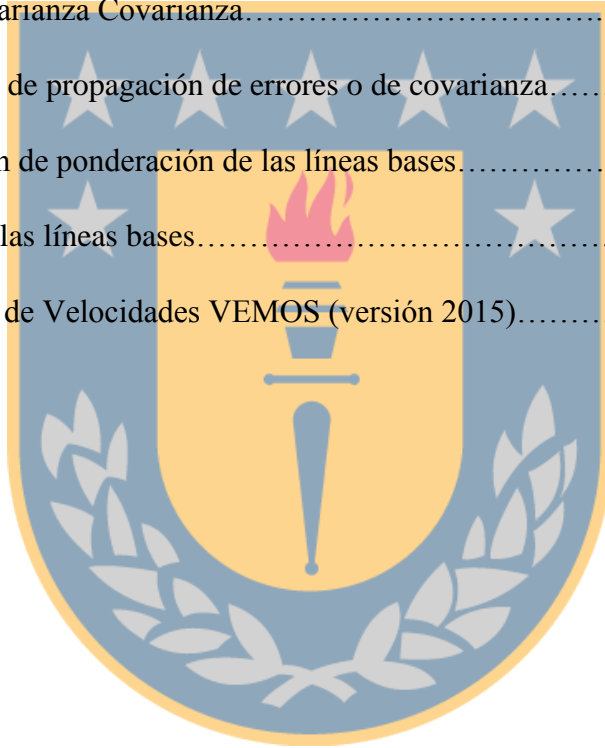 arianza Covarianza……………………………………
de propagación de errores o de covarianza……
n de ponderación de las líneas bases……………
las líneas bases……………………………………
de Velocidades VEMOS (versión 2015)………